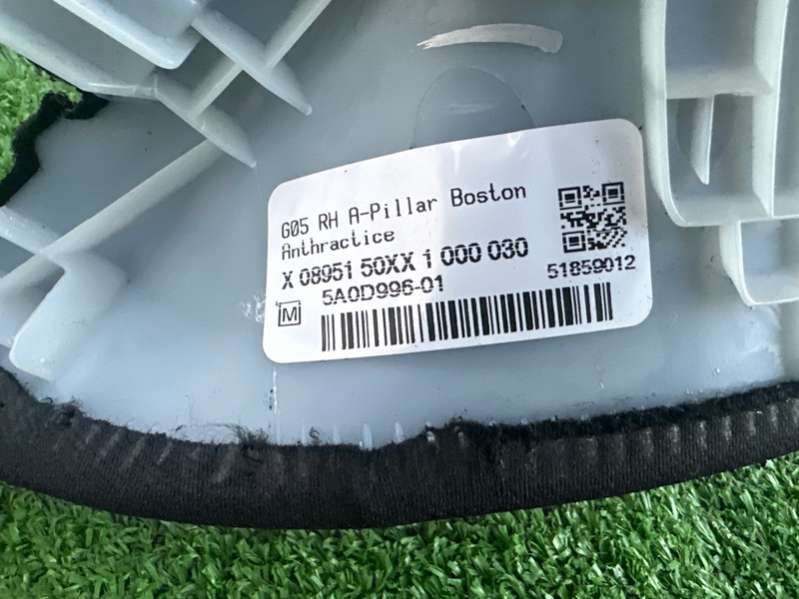 G05 RH A-Pillar Boston
Anthractice
X 08951 50XX 1 000 030
M 5A0D996-01
51859012